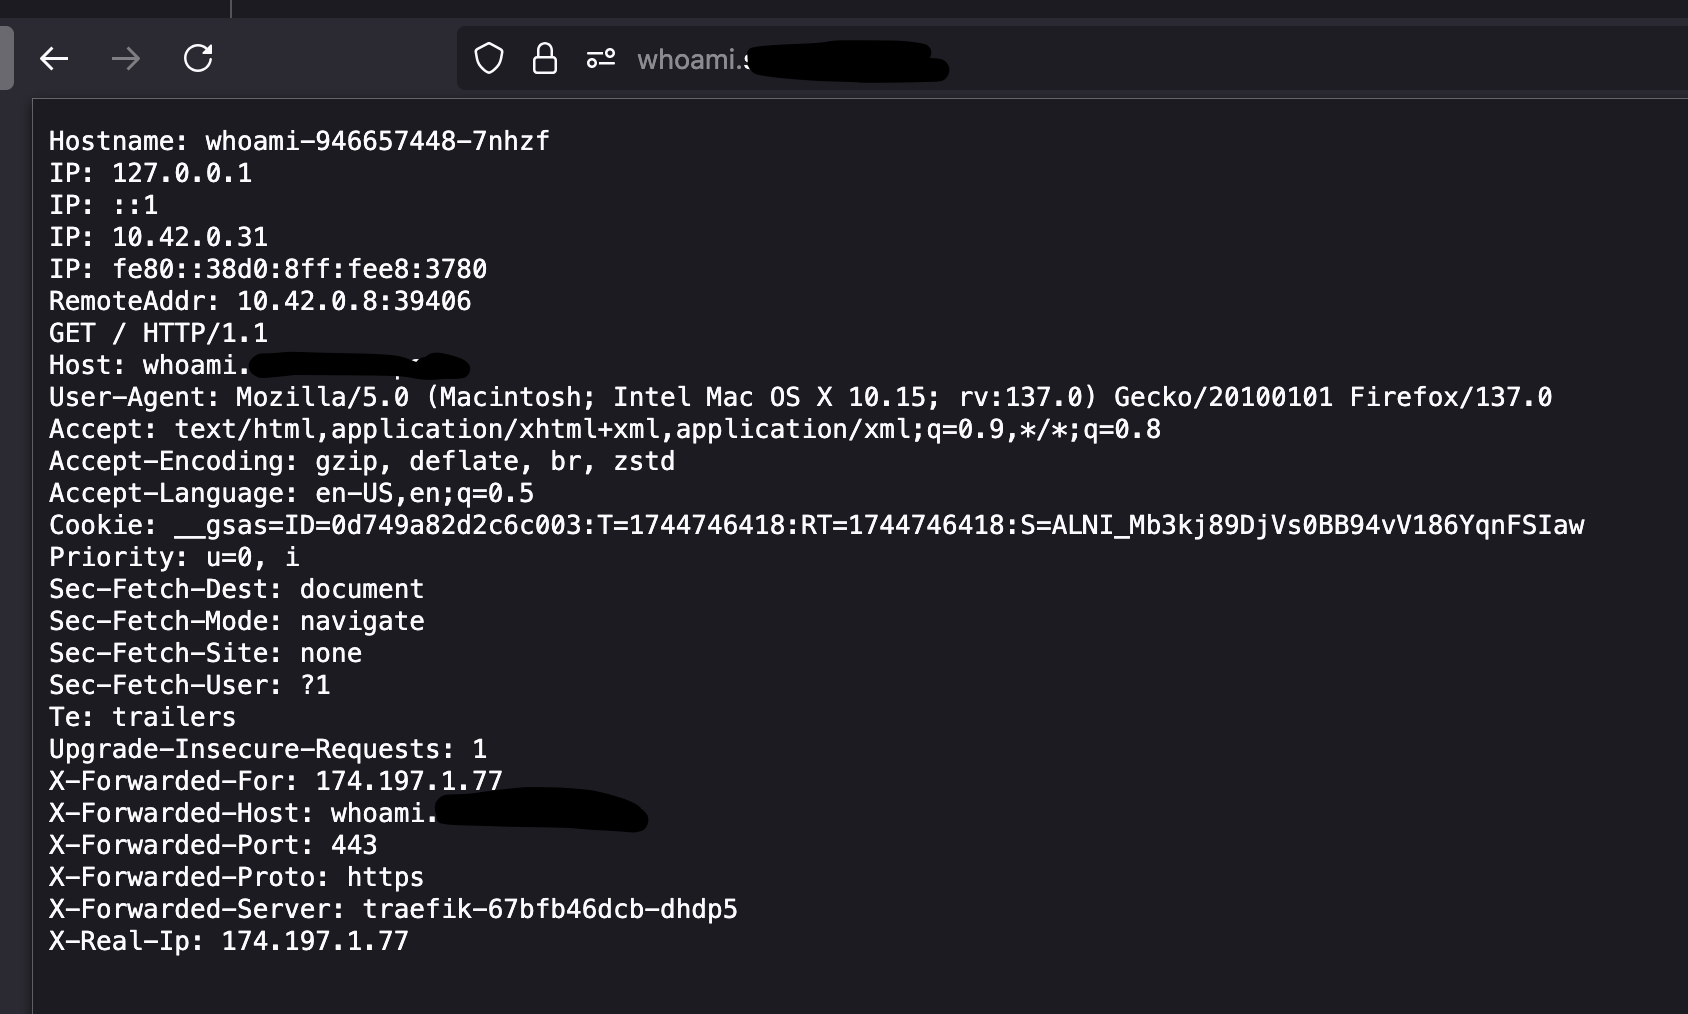 whoami.
Hostname: whoami-946657448-7nhzf
IP: 127.0.0.1
IP: ::1
IP: 10.42.0.31
IP: fe80::38d0:8ff:fee8:3780
RemoteAddr: 10.42.0.8:39406
GET / HTTP/1.1
Host: whoami.
User-Agent: Mozilla/5.0 (Macintosh; Intel Mac OS X 10.15; rv:137.0) Gecko/20100101 Firefox/137.0
Accept: text/html,application/xhtml+xml,application/xml;q=0.9,*/*;q=0.8
Accept-Encoding: gzip, deflate, br, zstd
Accept-Language: en-US,en;q=0.5
Cookie: __gsas=ID=0d749a82d2c6c003:T=1744746418:RT=1744746418:S=ALNI_Mb3kj89DjVs0BB94vV186YqnFSIaw
Priority: u=0, i
Sec-Fetch-Dest: document
Sec-Fetch-Mode: navigate
Sec-Fetch-Site: none
Sec-Fetch-User: ?1
Te: trailers
Upgrade-Insecure-Requests: 1
X-Forwarded-For: 174.197.1.77
X-Forwarded-Host: whoami.
X-Forwarded-Port: 443
X-Forwarded-Proto: https
X-Forwarded-Server: traefik-67bfb46dcb-dhdp5
X-Real-Ip: 174.197.1.77